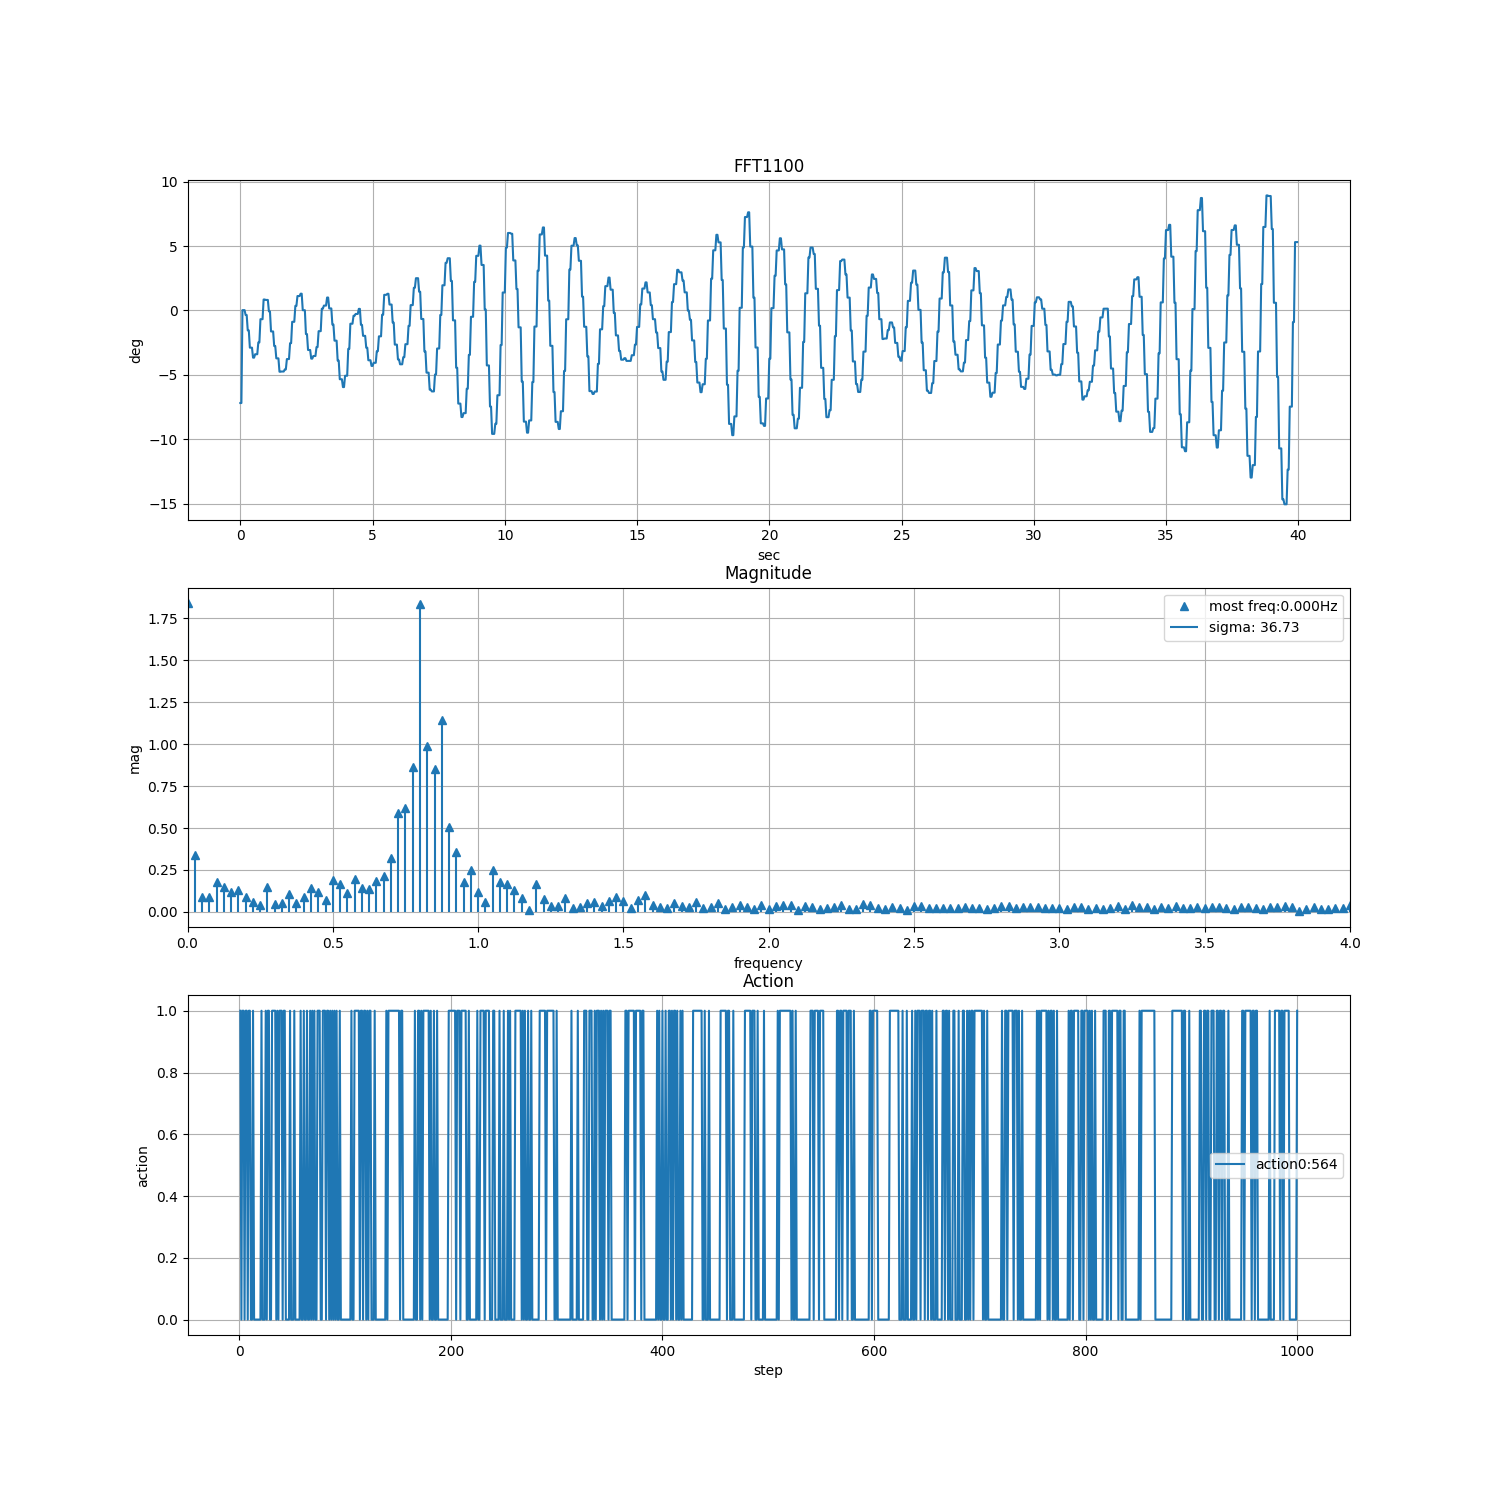 FFT1100
10
5
0
−5
−10
−15
deg
0 5 10 15 20 25 30 35 40
sec
Magnitude
1.75
1.50
1.25
1.00
0.75
0.50
0.25
0.00
mag
most freq:0.000Hz
sigma: 36.73
0.0 0.5 1.0 1.5 2.0 2.5 3.0 3.5 4.0
frequency
Action
1.0
0.8
0.6
0.4
0.2
0.0
action
action0:564
0 200 400 600 800 1000
step